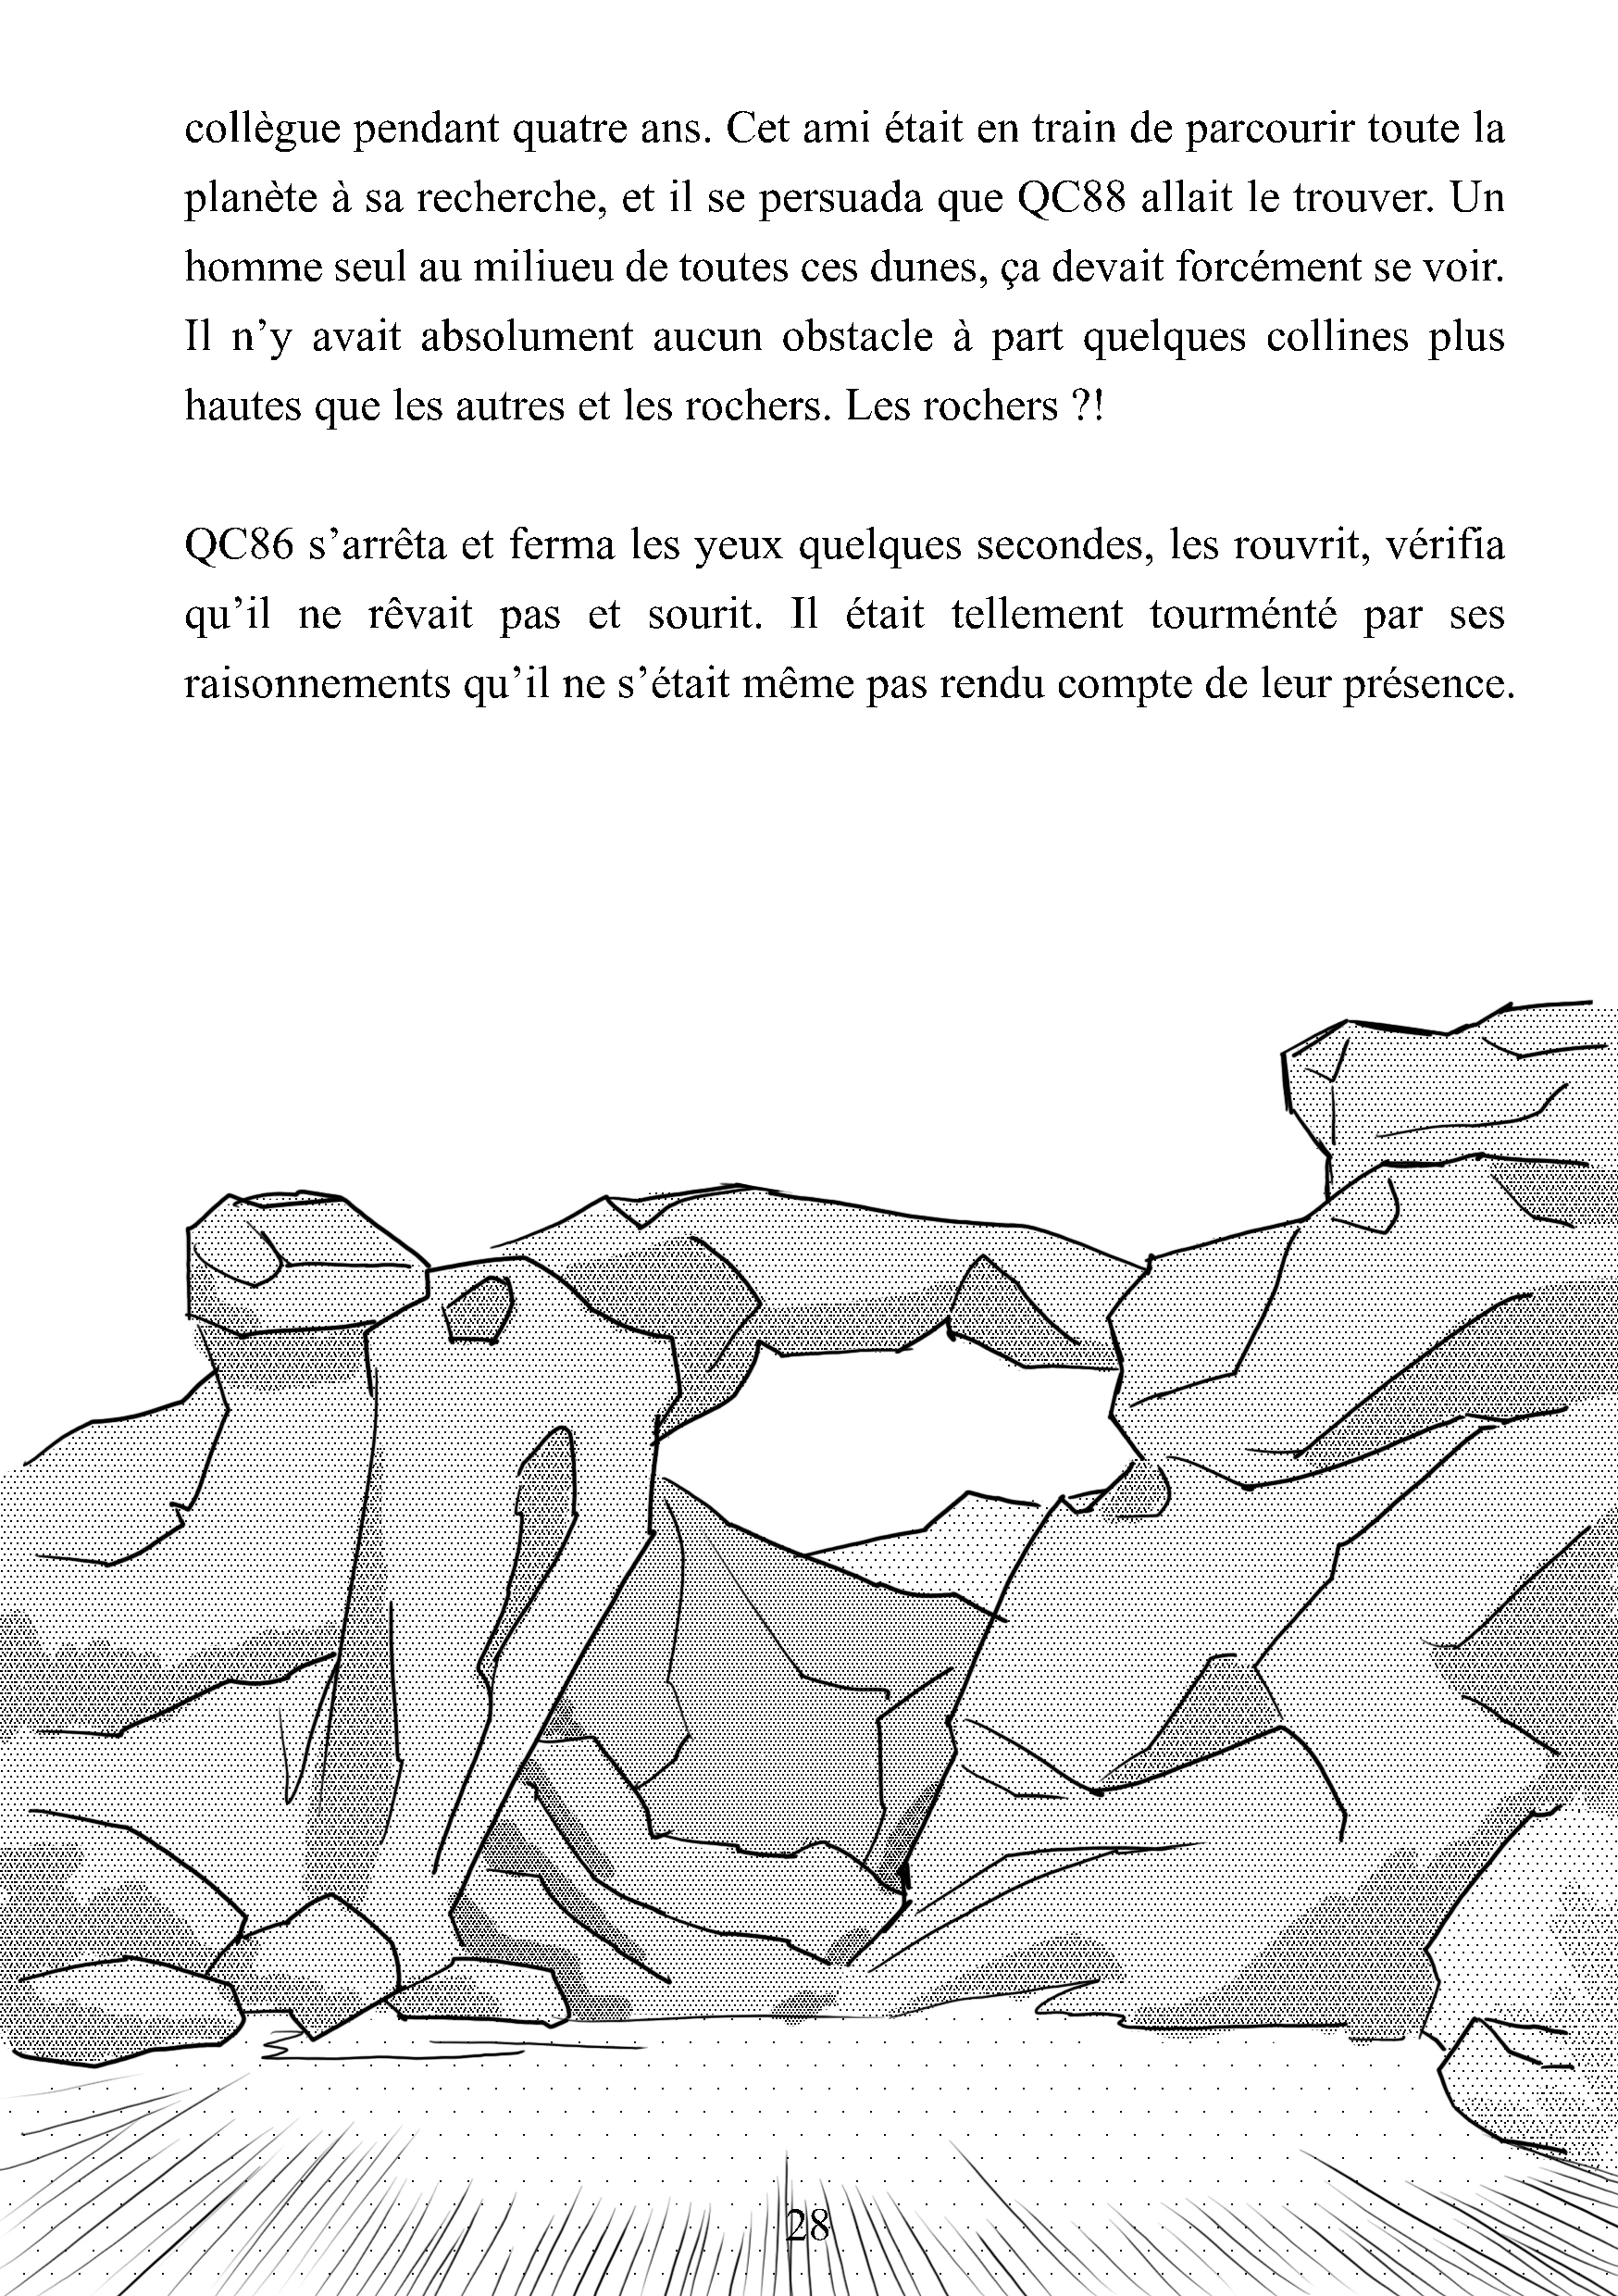 collègue pendant quatre ans. Cet ami était en train de parcourir toute la
planète à sa recherche, et il se persuada que QC88 allait le trouver. Un
homme seul au miliueu de toutes ces dunes, ça devait forcément se voir.
Il n’y avait absolument aucun obstacle à part quelques collines plus
hautes que les autres et les rochers. Les rochers ?!
QC86 s’arrêta et ferma les yeux quelques secondes, les rouvrit, vérifia
qu’il ne rêvait pas et sourit. Il était tellement tourménté par ses
raisonnements qu’il ne s’était même pas rendu compte de leur présence.
28